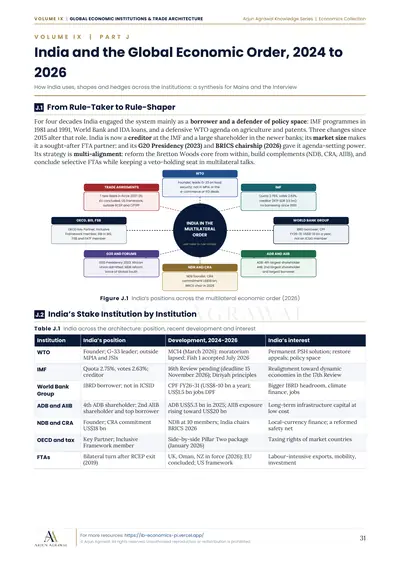 VOLUME IX | GLOBAL ECONOMIC INSTITUTIONS & TRADE ARCHITECTURE
Arjun Agrawal Knowledge Series | Economics Collection
VOLUME IX | PART J
India and the Global Economic Order, 2024 to
2026
How India uses, shapes and hedges across the institutions: a synthesis for Mains and the Interview
J.1 From Rule-Taker to Rule-Shaper
For four decades India engaged the system mainly as a borrower and a defender of policy space: IMF programmes in
1981 and 1991, World Bank and IDA loans, and a defensive WTO agenda on agriculture and patents. Three changes since
2015 alter that role. India is now a creditor at the IMF and a large shareholder in the newer banks; its market size makes
it a sought-after FTA partner; and its G20 Presidency (2023) and BRICS chairship (2026) gave it agenda-setting power.
Its strategy is multi-alignment: reform the Bretton Woods core from within, build complements (NDB, CRA, AIIB), and
conclude selective FTAs while keeping a veto-holding seat in multilateral talks.
WTO
TRADE AGREEMENTS
IMF
OECD, BIS, FSB
INDIA IN THE
MULTILATERAL
ORDER
WORLD BANK GROUP
G20 AND FORUMS
ADB AND AIIB
NDB AND CRA
Figure J.1 India's positions across the multilateral economic order (2026)
J.2 India's Stake Institution by Institution
Table J.1 India across the architecture: position, recent development and interest
Institution India's position Development, 2024-2026 India's interest
WTO Founder; G-33 leader; outside MPIA and JSIs MC14 (March 2026); moratorium lapsed; Fish 1 accepted July 2026 Permanent PSH solution; restore appeals; policy space
IMF Quota 2.75%, votes 2.63%; creditor 16th Review pending (deadline 15 November 2026); Diriyah principles Realignment toward dynamic economies in the 17th Review
World Bank Group IBRD borrower; not in ICSID CPF FY26-31 (US$8-10 bn a year); US$1.5 bn jobs DPF Bigger IBRD headroom, climate finance, jobs
ADB and AIIB 4th ADB shareholder; 2nd AIIB shareholder and top borrower ADB US$5.3 bn in 2025; AIIB exposure rising toward US$20 bn Long-term infrastructure capital at low cost
NDB and CRA Founder; CRA commitment US$18 bn NDB at 10 members; India chairs BRICS 2026 Local-currency finance; a reformed safety net
OECD and tax Key Partner; Inclusive Framework member Side-by-side Pillar Two package (January 2026) Taxing rights of market countries
FTAs Bilateral turn after RCEP exit (2019) UK, Oman, NZ in force (2026); EU concluded; US framework Labour-intensive exports, mobility, investment
ARJUN AGRAWAL
For more resources: https://ib-economics-pi.vercel.app/
31